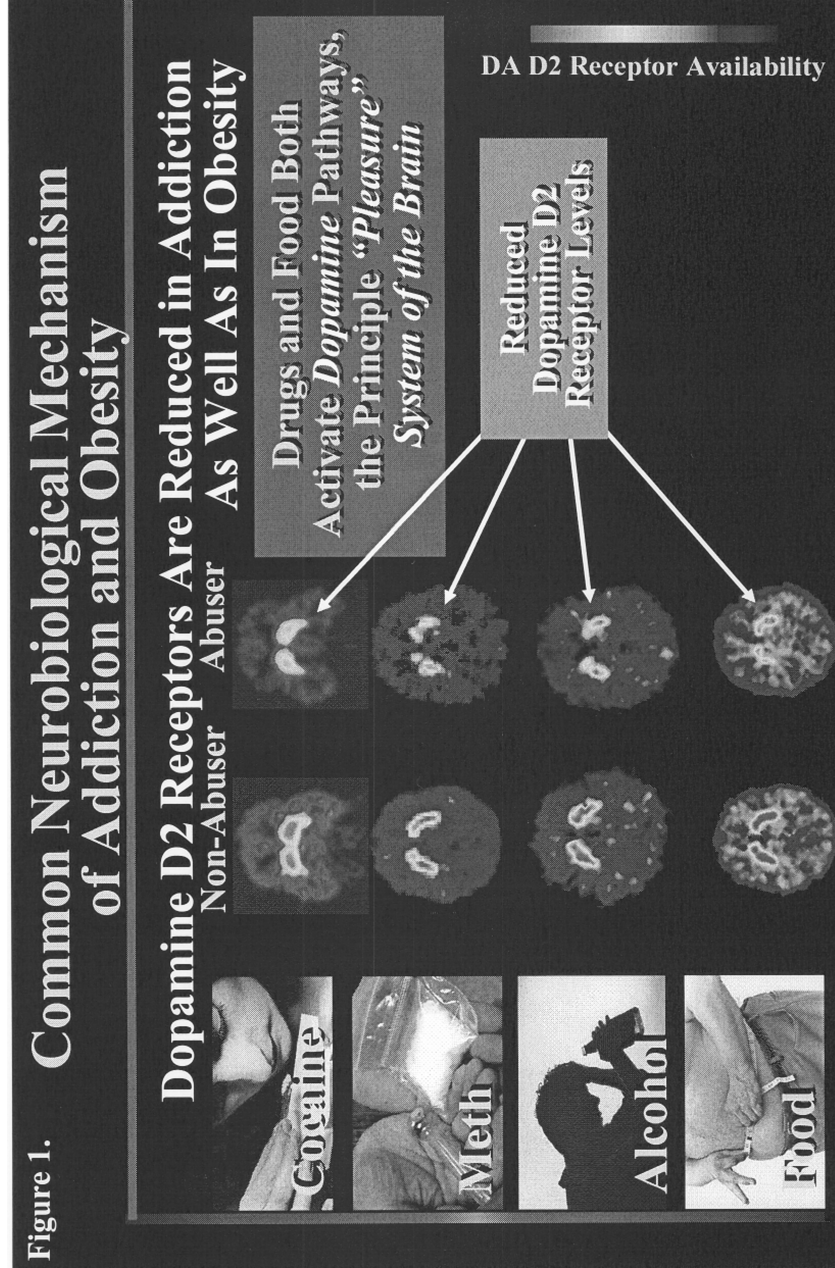 Figure 1.
Common Neurobiological Mechanism
of Addiction and Obesity
Dopamine D2 Receptors Are Reduced in Addiction
As Well As In Obesity
Non-Abuser
Abuser
Cocaine
Meth
Alcohol
Food
Drugs and Food Both
Activate Dopamine Pathways,
the Principle “Pleasure”
System of the Brain
Reduced
Dopamine D2
Receptor Levels
DA D2 Receptor Availability